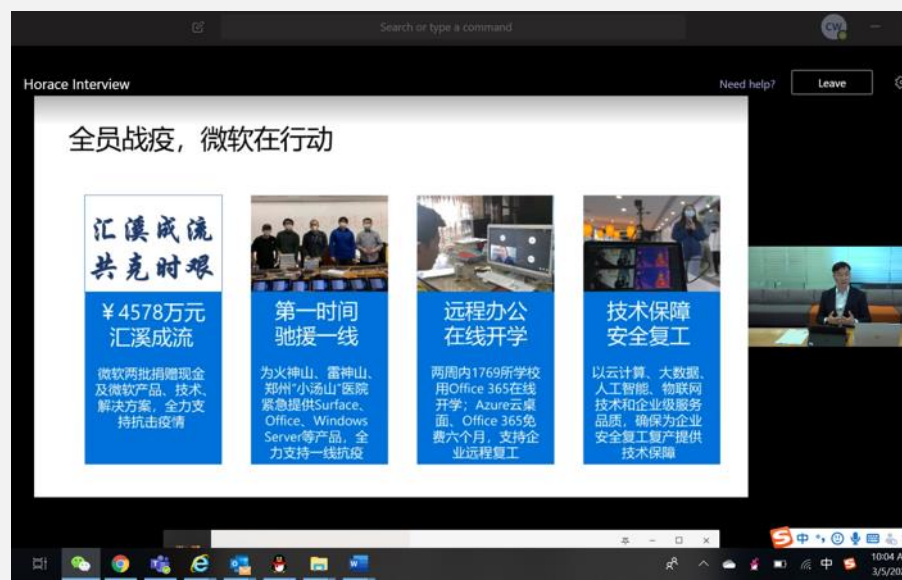 Search or type a command
CW
Horace Interview
Need help?
Leave
全员战疫，微软在行动
汇溪成流
共克时艰
￥4578万元
汇溪成流
微软两批捐赠现金
及微软产品、技术、
解决方案，全力支
持抗击疫情
第一时间
驰援一线
为火神山、雷神山、
郑州“小汤山”医院
紧急提供Surface、
Office、Windows
Server等产品，全
力支持一线抗疫
远程办公
在线开学
两周内1769所学校
用Office 365在线
开学；Azure云桌
面、Office 365免
费六个月，支持企
业远程复工
技术保障
安全复工
以云计算、大数据、
人工智能、物联网
技术和企业级服务
品质，确保为企业
安全复工复产提供
技术保障
中
中
10:04 A
3/5/20